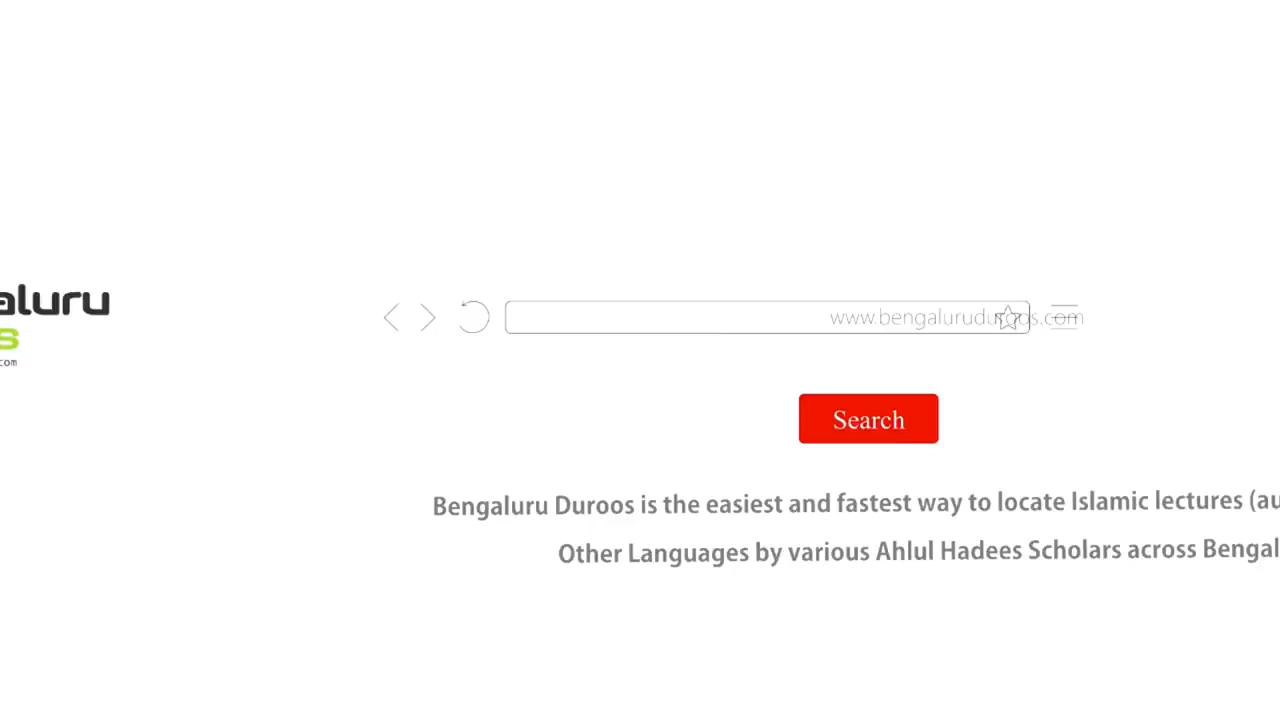 aluru
s
com
www.bengaluruduroos.com
Search
Bengaluru Duroos is the easiest and fastest way to locate Islamic lectures (au
Other Languages by various Ahlul Hadees Scholars across Bengal